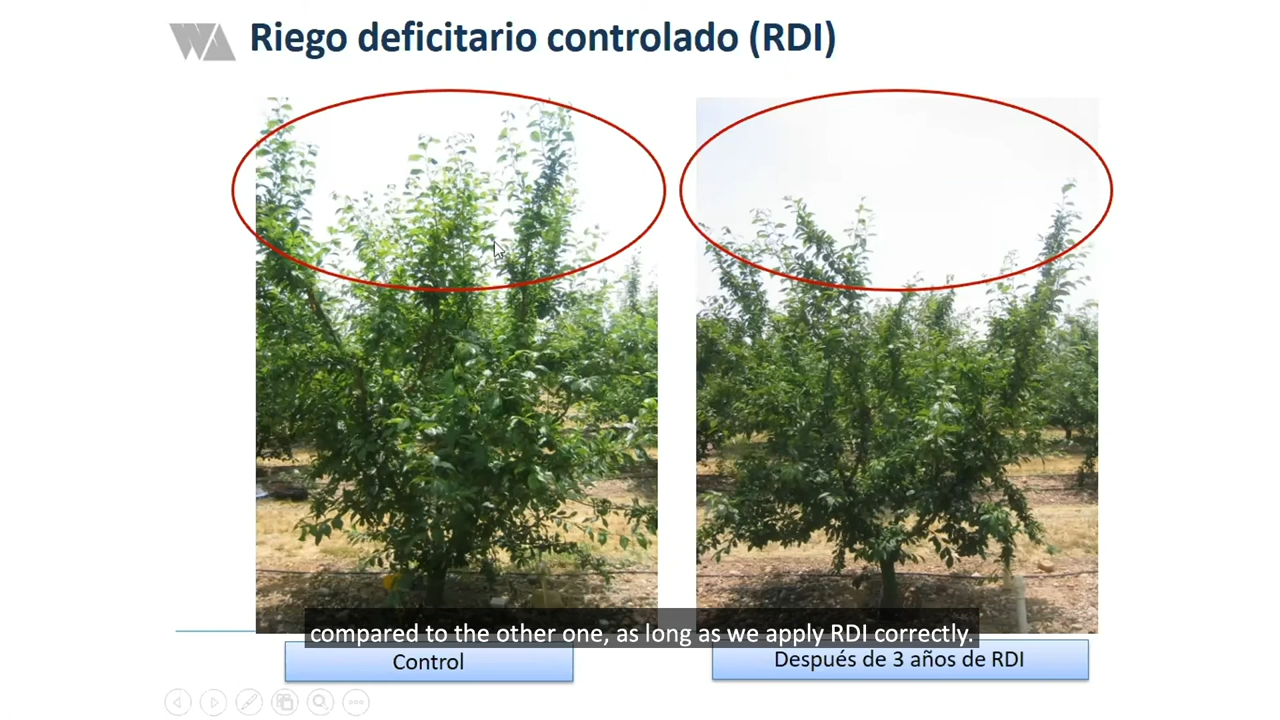 WA
Riego deficitario controlado (RDI)
compared to the other one, as long as we apply RDI correctly.
Control
Después de 3 años de RDI